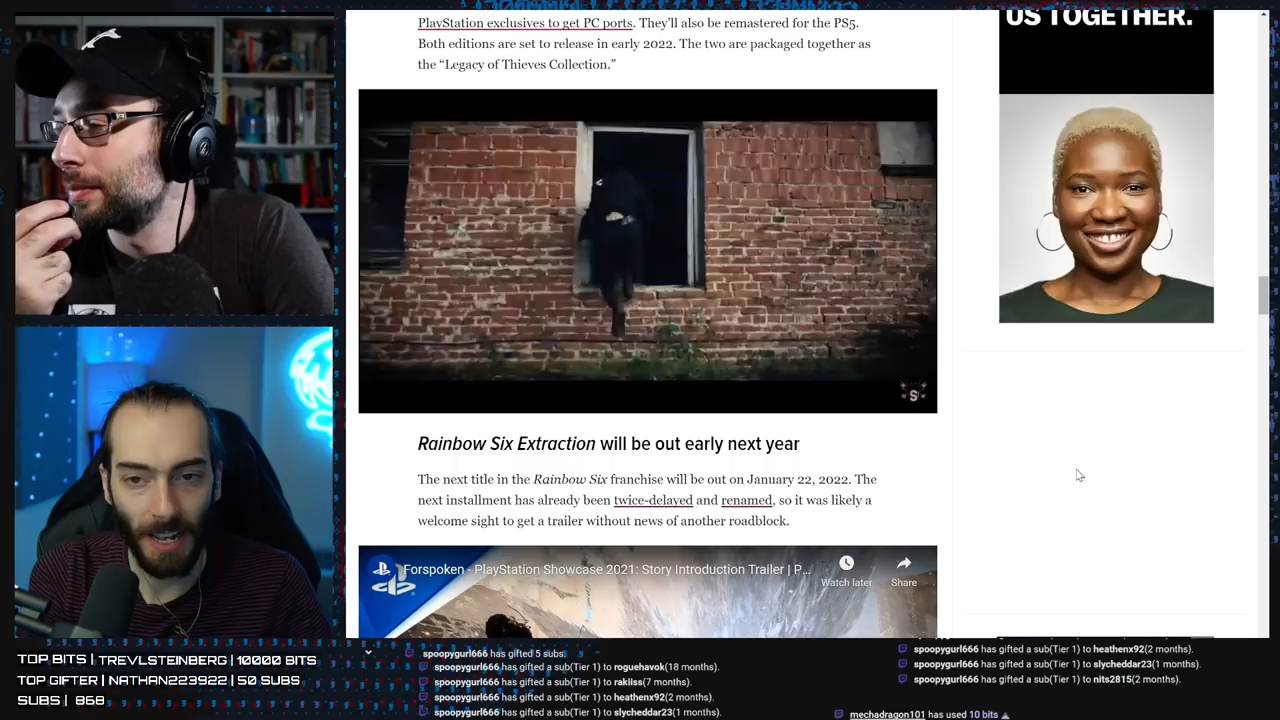 PlayStation exclusives to get PC ports. They'll also be remastered for the PS5.
Both editions are set to release in early 2022. The two are packaged together as
the “Legacy of Thieves Collection.”
US TOGETHER.
S
Rainbow Six Extraction will be out early next year
The next title in the Rainbow Six franchise will be out on January 22, 2022. The
next installment has already been twice-delayed and renamed, so it was likely a
welcome sight to get a trailer without news of another roadblock.
Forspoken - PlayStation Showcase 2021: Story Introduction Trailer | P...
Watch later
Share
TOP BITS | TREVLSTEINBERG | 10000 BITS
TOP GIFTER | NATHAN223922 | 50 SUBS
SUBS | 868
spoopygurl666 has gifted 5 subs.
spoopygurl666 has gifted a sub(Tier 1) to roguehavok(18 months).
spoopygurl666 has gifted a sub(Tier 1) to rakiiss(7 months).
spoopygurl666 has gifted a sub(Tier 1) to heathenx92(2 months).
spoopygurl666 has gifted a sub(Tier 1) to slycheddar23(1 months).
spoopygurl666 has gifted a sub(Tier 1) to heathenx92(2 months).
spoopygurl666 has gifted a sub(Tier 1) to slycheddar23(1 months).
spoopygurl666 has gifted a sub(Tier 1) to nits2815(2 months).
mechadragon101 has used 10 bits